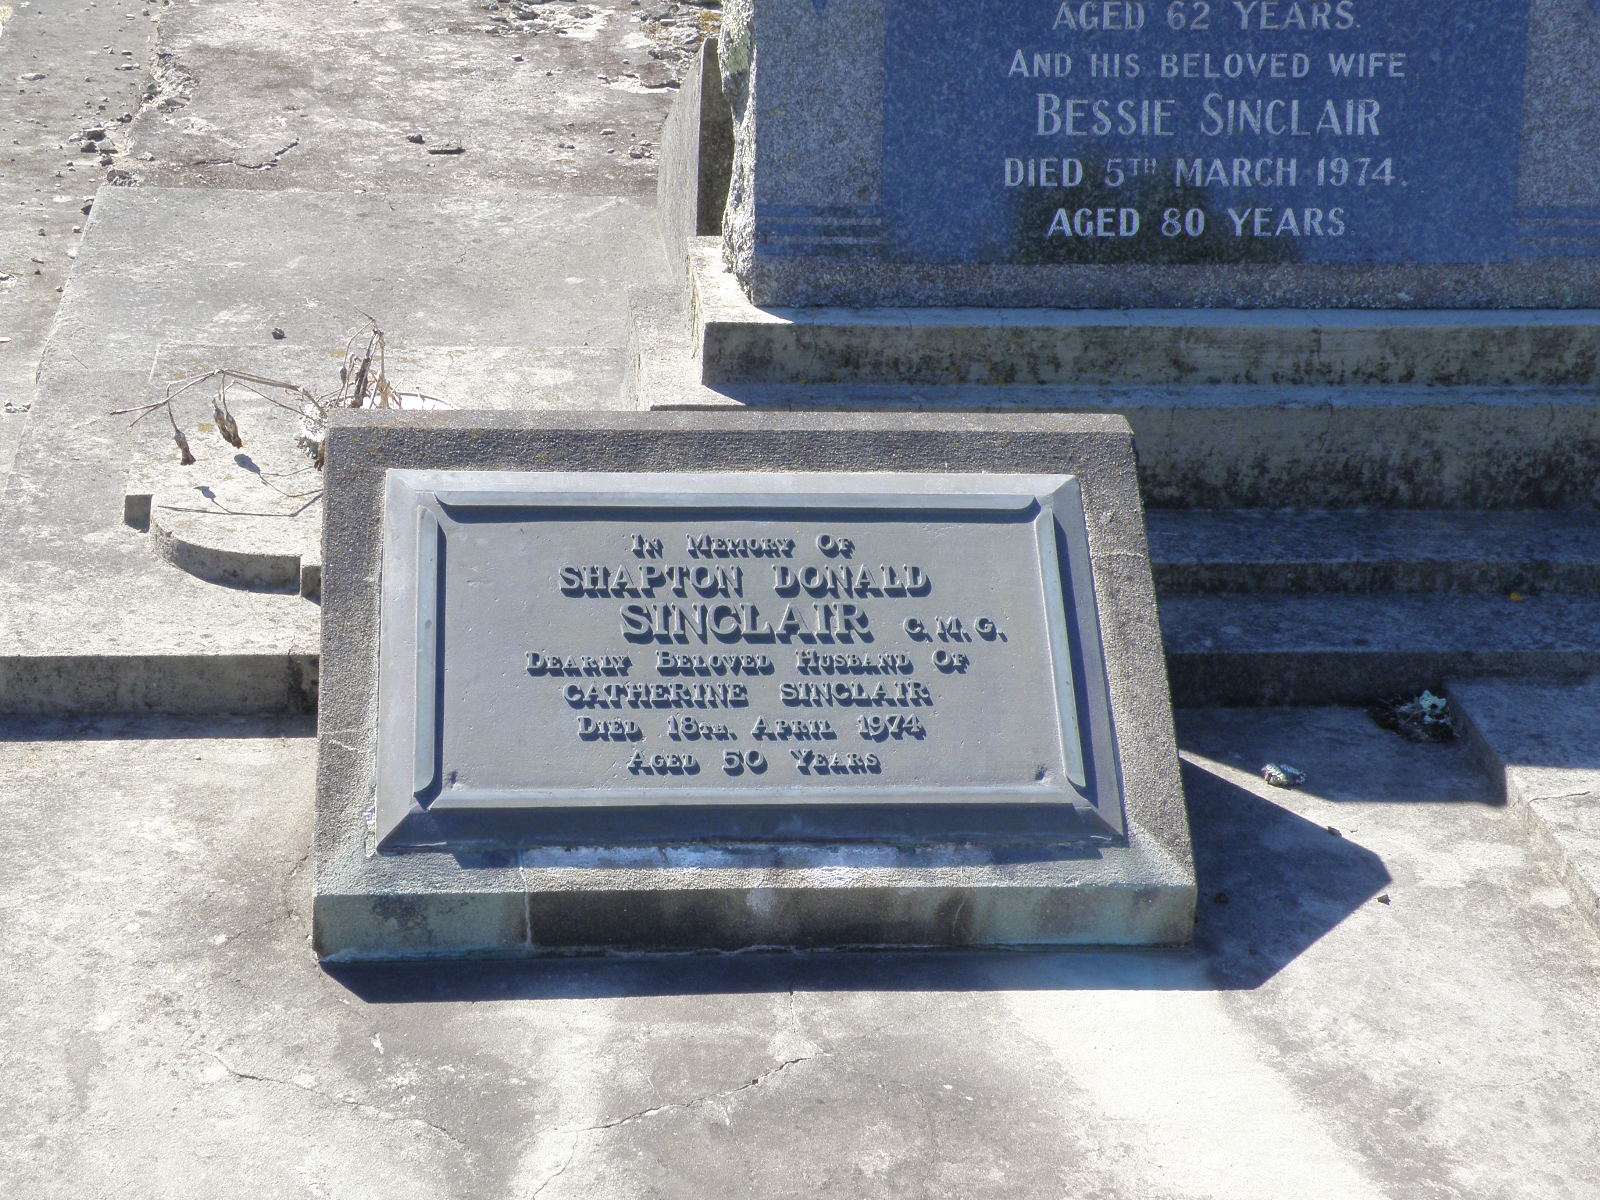 AGED 62 YEARS.
AND HIS BELOVED WIFE
BESSIE SINCLAIR
DIED 5TH MARCH 1974.
AGED 80 YEARS.
IN MEMORY OF
SHAPTON DONALD
SINCLAIR C.M.G.
DEARLY BELOVED HUSBAND OF
CATHERINE SINCLAIR
DIED 18TH. APRIL 1974
AGED 50 YEARS